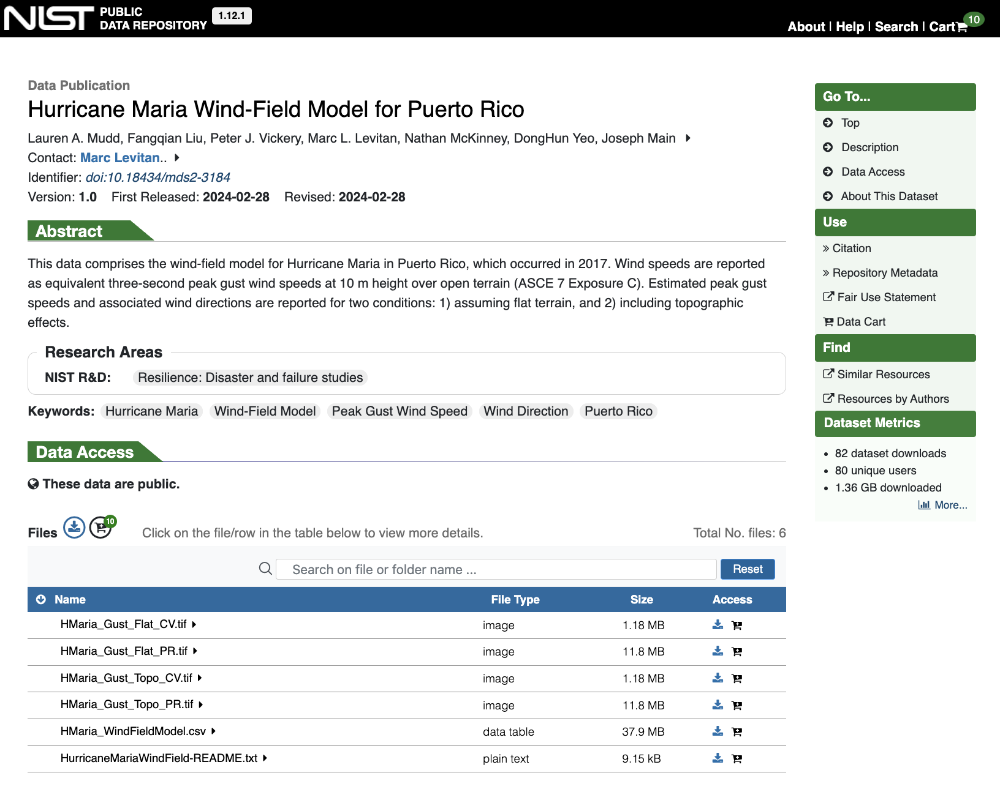 NIST PUBLIC DATA REPOSITORY 1.12.1
About | Help | Search | Cart 10
Data Publication
Hurricane Maria Wind-Field Model for Puerto Rico
Lauren A. Mudd, Fangqian Liu, Peter J. Vickery, Marc L. Levitan, Nathan McKinney, DongHun Yeo, Joseph Main
Contact: Marc Levitan..
Identifier: doi:10.18434/mds2-3184
Version: 1.0 First Released: 2024-02-28 Revised: 2024-02-28
Abstract
This data comprises the wind-field model for Hurricane Maria in Puerto Rico, which occurred in 2017. Wind speeds are reported
as equivalent three-second peak gust wind speeds at 10 m height over open terrain (ASCE 7 Exposure C). Estimated peak gust
speeds and associated wind directions are reported for two conditions: 1) assuming flat terrain, and 2) including topographic
effects.
Research Areas
NIST R&D: Resilience: Disaster and failure studies
Keywords: Hurricane Maria Wind-Field Model Peak Gust Wind Speed Wind Direction Puerto Rico
Data Access
These data are public.
Files 10 Click on the file/row in the table below to view more details. Total No. files: 6
Search on file or folder name ... Reset
Name File Type Size Access
HMaria_Gust_Flat_CV.tif image 1.18 MB
HMaria_Gust_Flat_PR.tif image 11.8 MB
HMaria_Gust_Topo_CV.tif image 1.18 MB
HMaria_Gust_Topo_PR.tif image 11.8 MB
HMaria_WindFieldModel.csv data table 37.9 MB
HurricaneMariaWindField-README.txt plain text 9.15 kB
Go To...
Top
Description
Data Access
About This Dataset
Use
» Citation
» Repository Metadata
Fair Use Statement
Data Cart
Find
Similar Resources
Resources by Authors
Dataset Metrics
• 82 dataset downloads
• 80 unique users
• 1.36 GB downloaded
More...